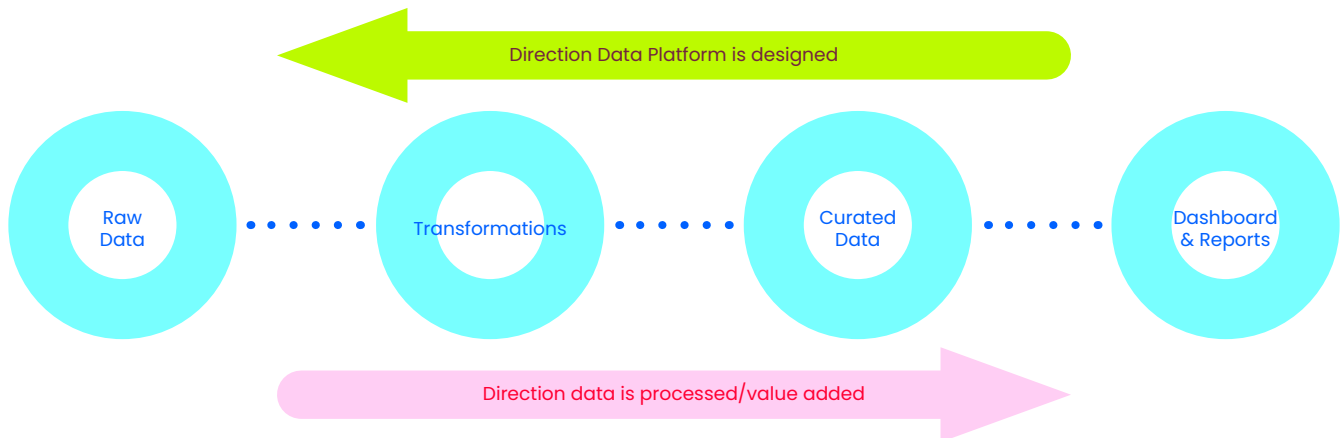 Direction Data Platform is designed
Raw
Data
Transformations
Curated
Data
Dashboard
& Reports
Direction data is processed/value added